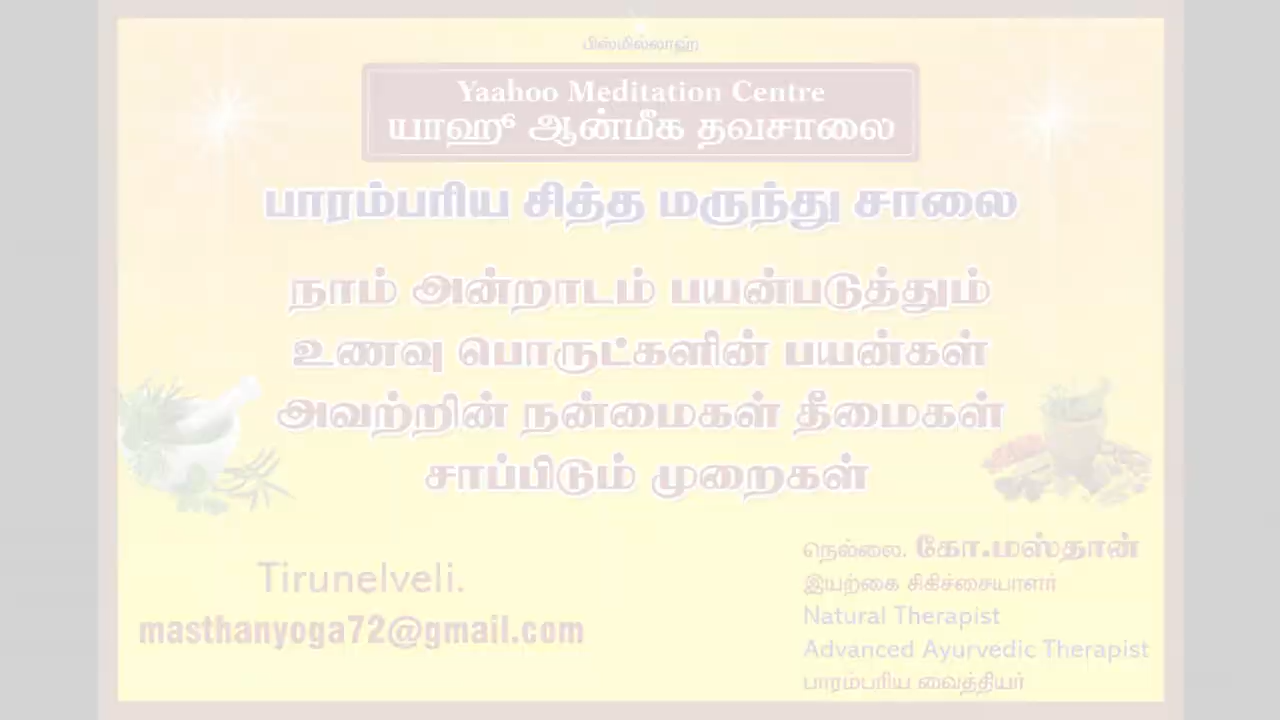 பிஸ்மில்லாஹ்
Yaahoo Meditation Centre
யாஹூ ஆன்மீக தவசாலை
பாரம்பரிய சித்த மருந்து சாலை
நாம் அன்றாடம் பயன்படுத்தும்
உணவு பொருட்களின் பயன்கள்
அவற்றின் நன்மைகள் தீமைகள்
சாப்பிடும் முறைகள்
Tirunelveli.
masthanyoga72@gmail.com
நெல்லை. கோ.மஸ்தான்
இயற்கை சிகிச்சையாளர்
Natural Therapist
Advanced Ayurvedic Therapist
பாரம்பரிய வைத்தியர்